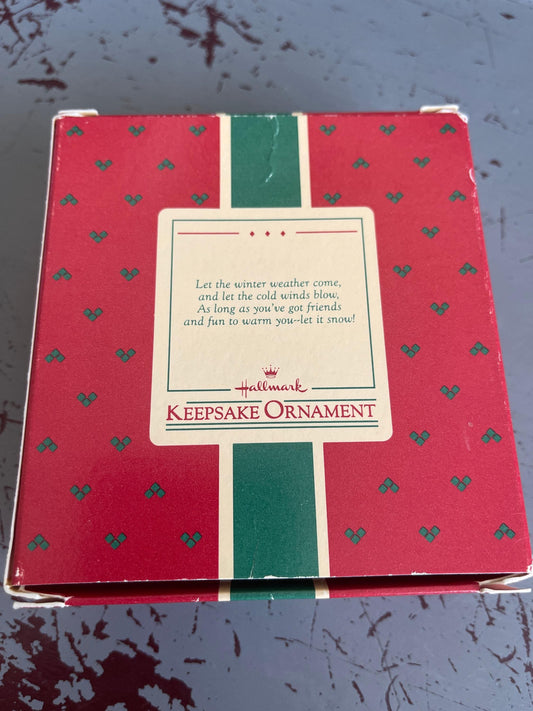 Let the winter weather come,
and let the cold winds blow,
As long as you've got friends
and fun to warm you--let it snow!
Hallmark
KEEPSAKE ORNAMENT